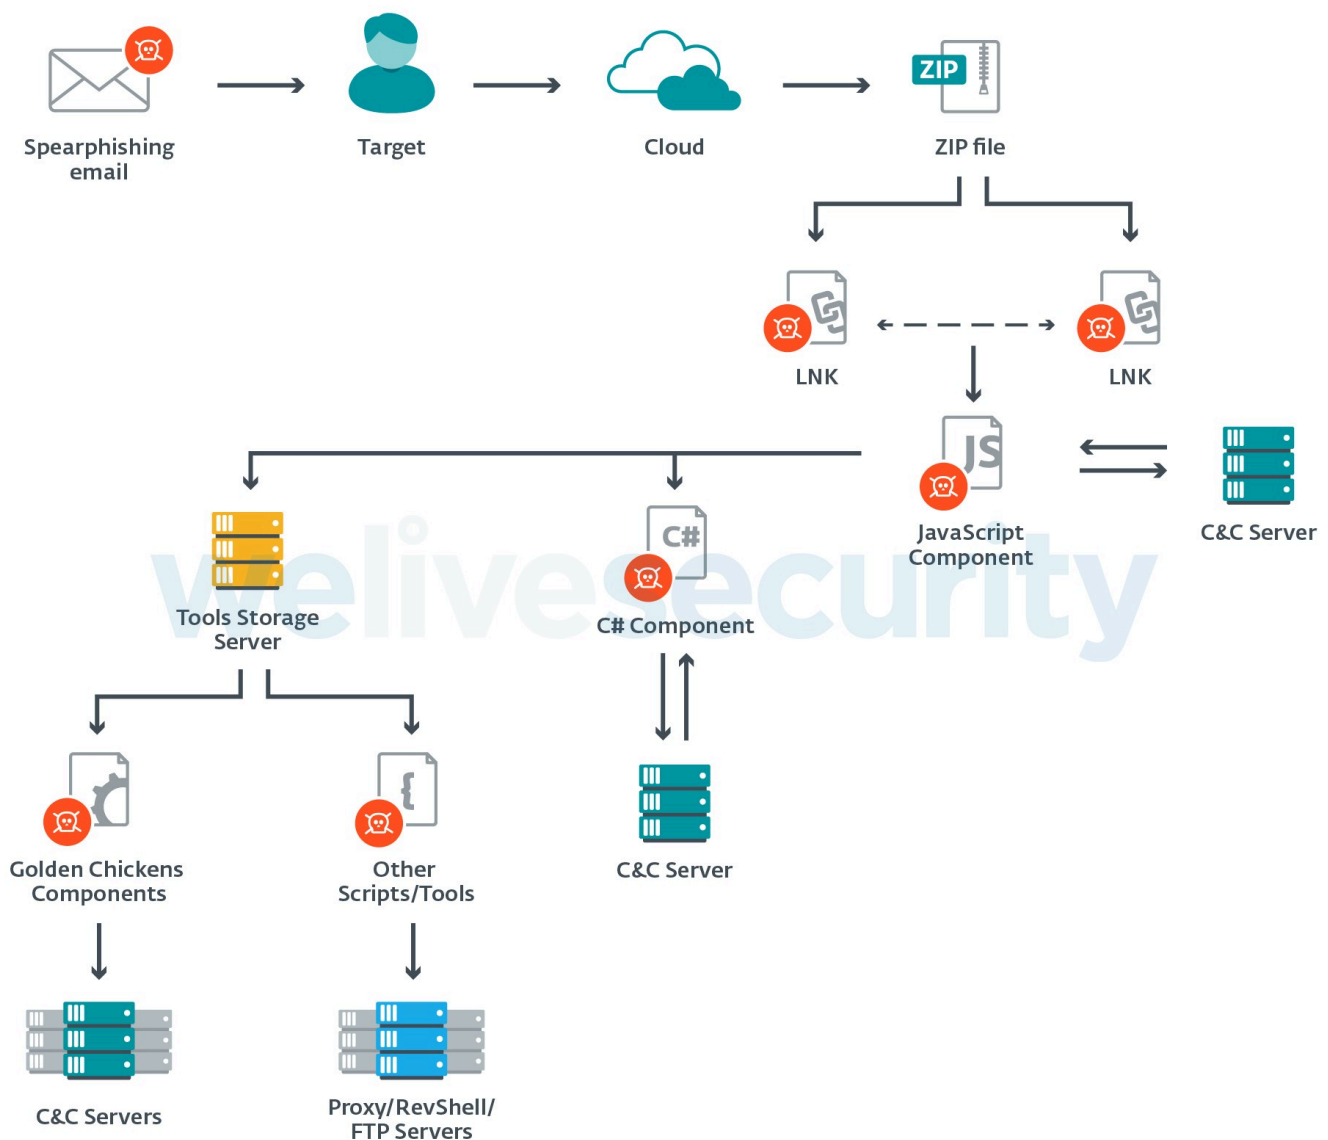 ZIP
Spearphishing
email
Target
Cloud
ZIP file
LNK
LNK
JS
JavaScript
Component
C&C Server
C#
Tools Storage
Server
C# Component
welivesecurity
{
Golden Chickens
Components
Other
Scripts/Tools
C&C Server
C&C Servers
Proxy/RevShell/
FTP Servers